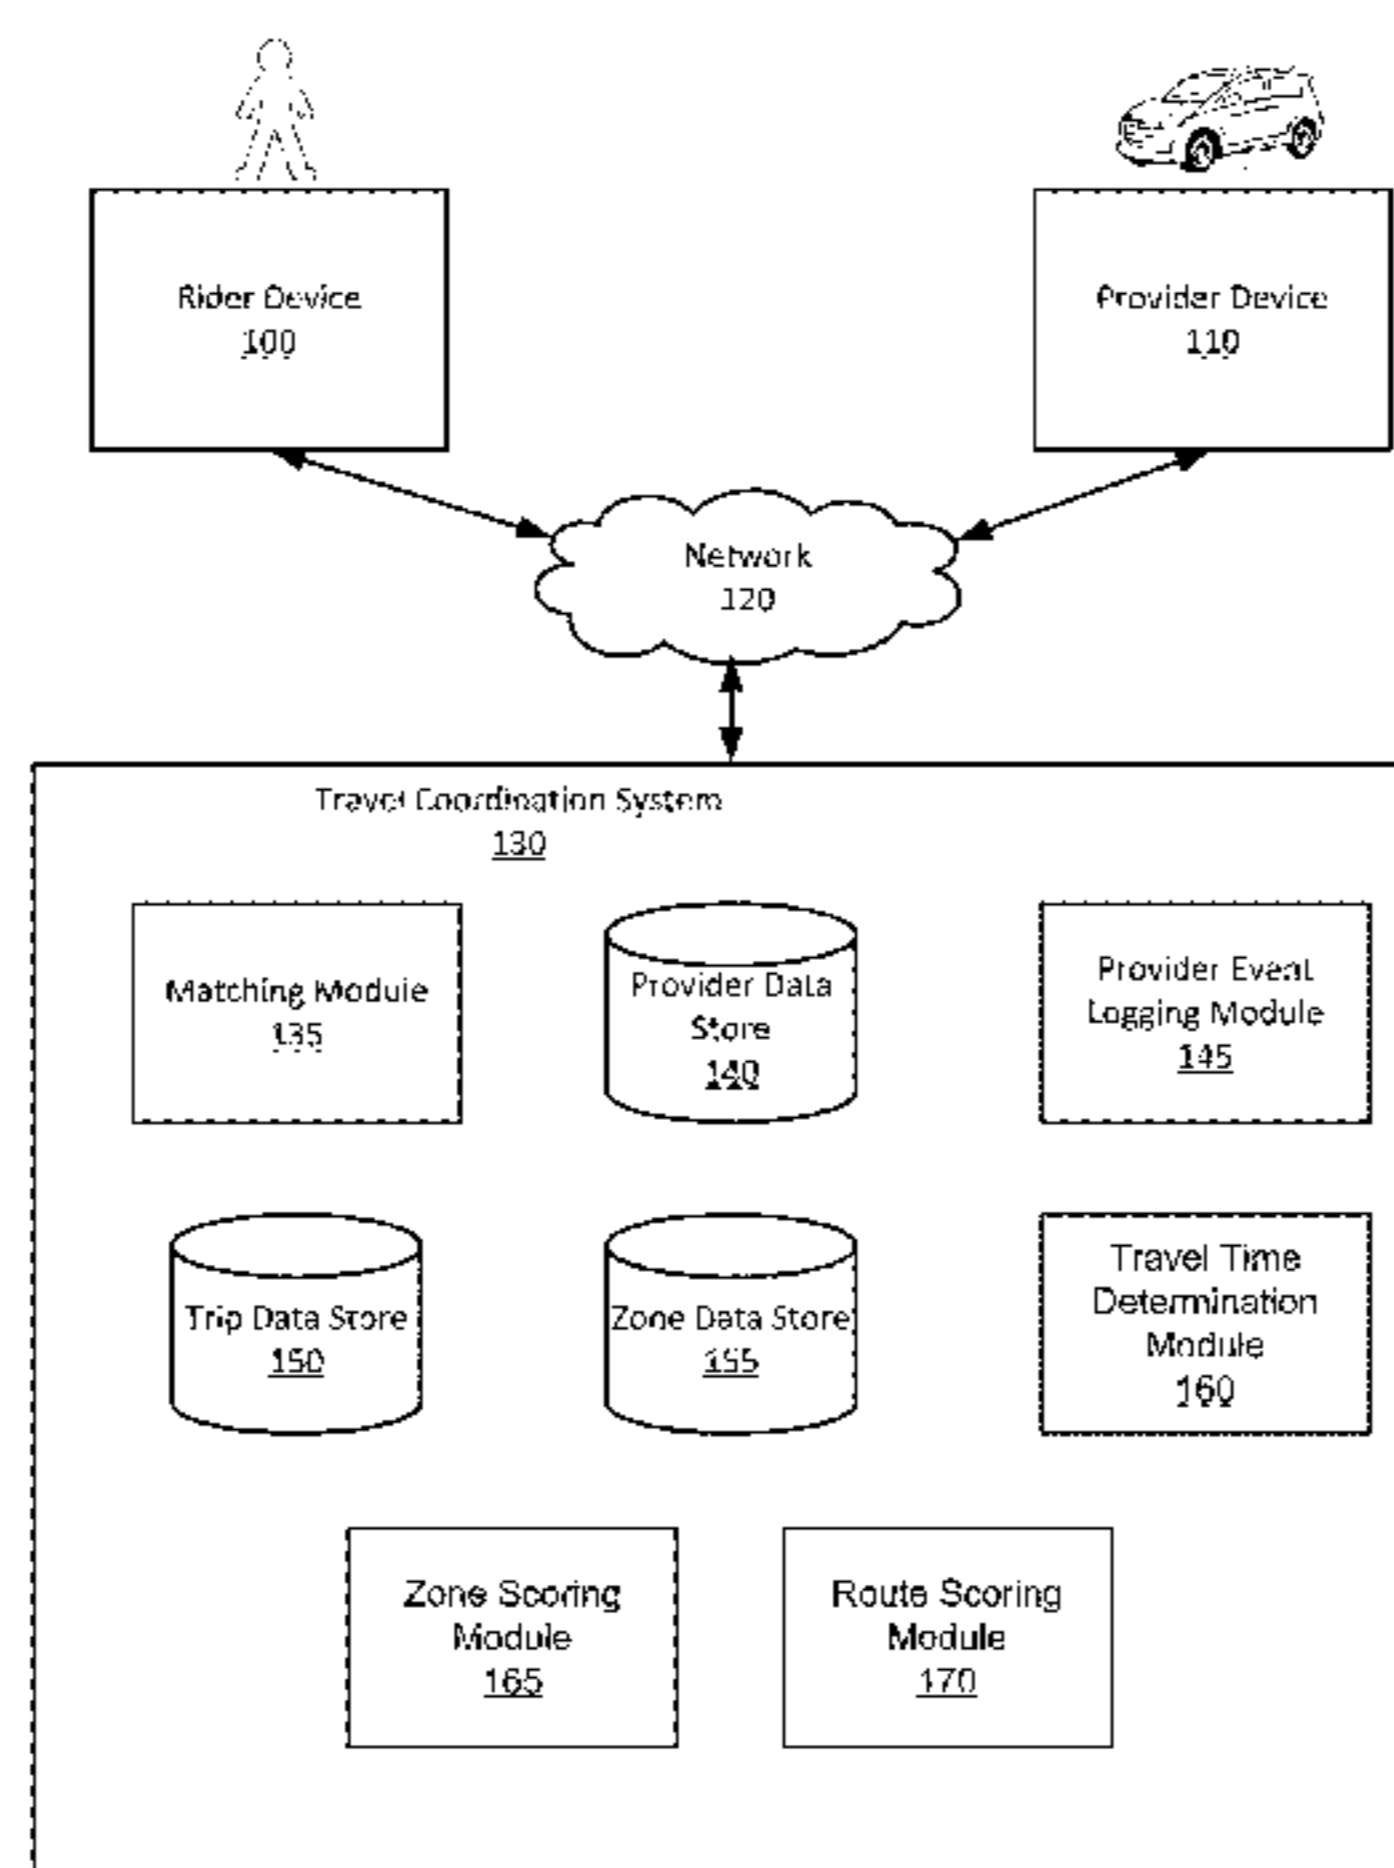 Rider Device
100
Provider Device
110
Network
120
Travel Coordination System
130
Matching Module
135
Provider Data
Store
140
Provider Event
Logging Module
145
Trip Data Store
150
Zone Data Store
155
Travel Time
Determination
Module
160
Zone Scoring
Module
165
Route Scoring
Module
170